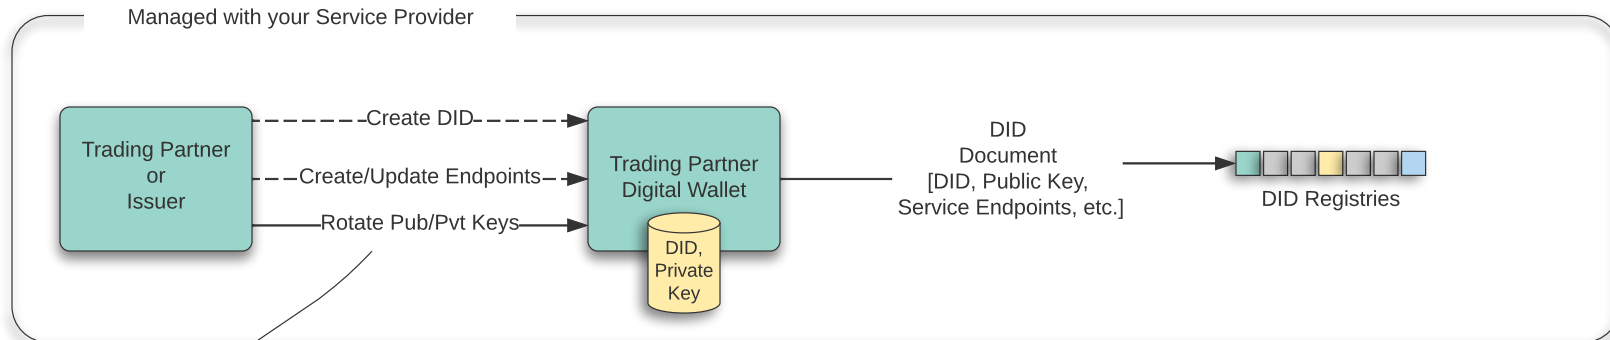 Managed with your Service Provider
Trading Partner
or
Issuer
Create DID
Create/Update Endpoints
Rotate Pub/Pvt Keys
Trading Partner
Digital Wallet
DID,
Private
Key
DID
Document
[DID, Public Key,
Service Endpoints, etc.]
DID Registries